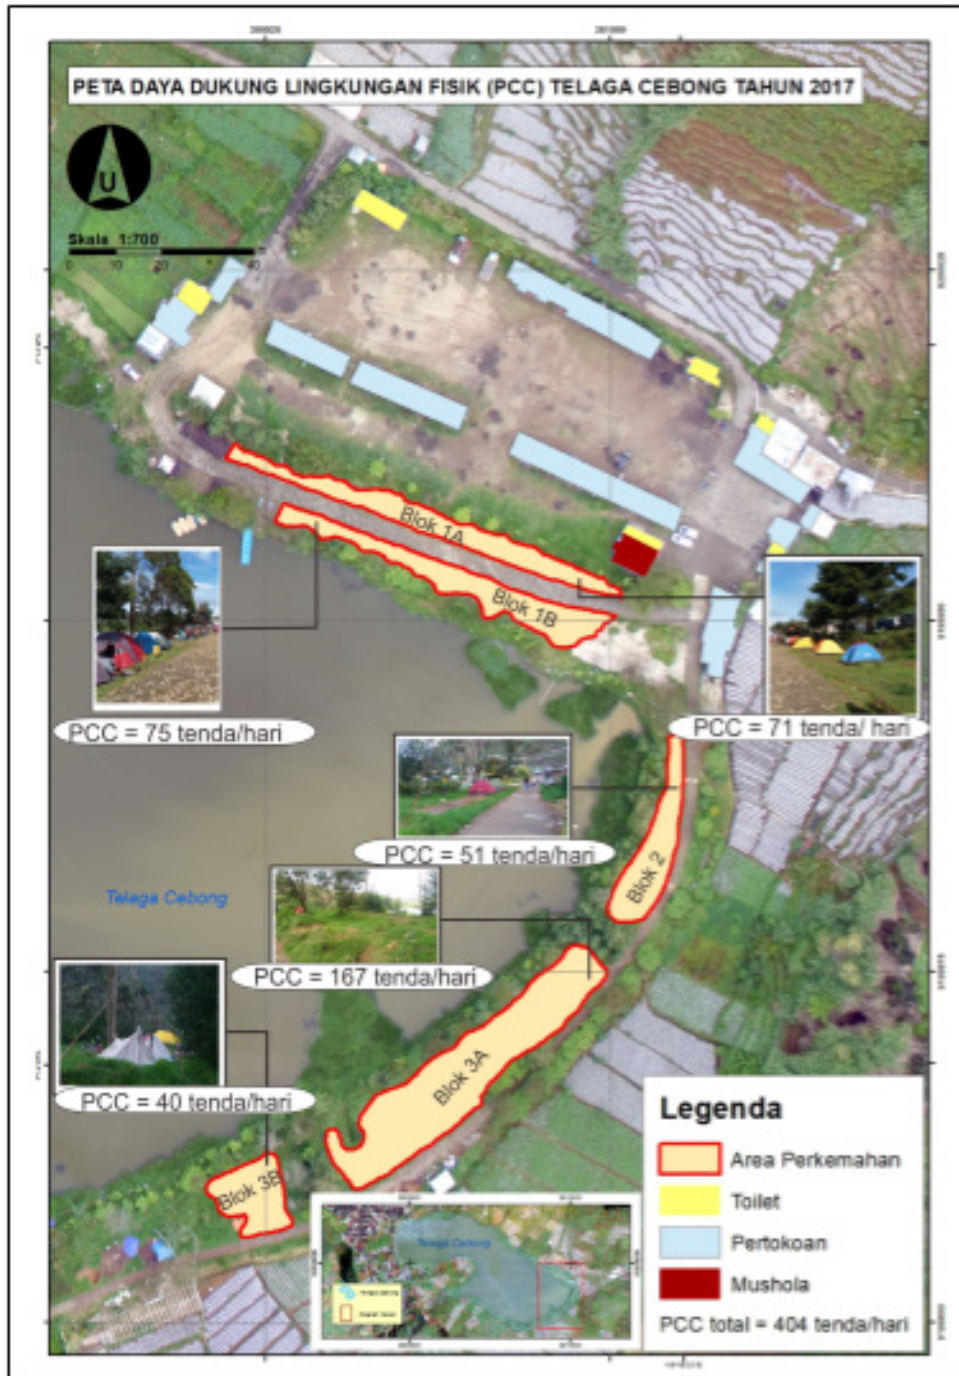 PETA DAYA DUKUNG LINGKUNGAN FISIK (PCC) TELAGA CEBONG TAHUN 2017
U
Skala 1:700
0 10 20 40
Blok 1A
Blok 1B
PCC = 75 tenda/hari
PCC = 71 tenda/ hari
PCC = 51 tenda/hari
Blok 2
Telaga Cebong
PCC = 167 tenda/hari
Blok 3A
PCC = 40 tenda/hari
Blok 3B
Telaga Cebong
Legenda
Area Perkemahan
Toilet
Pertokoan
Mushola
PCC total = 404 tenda/hari